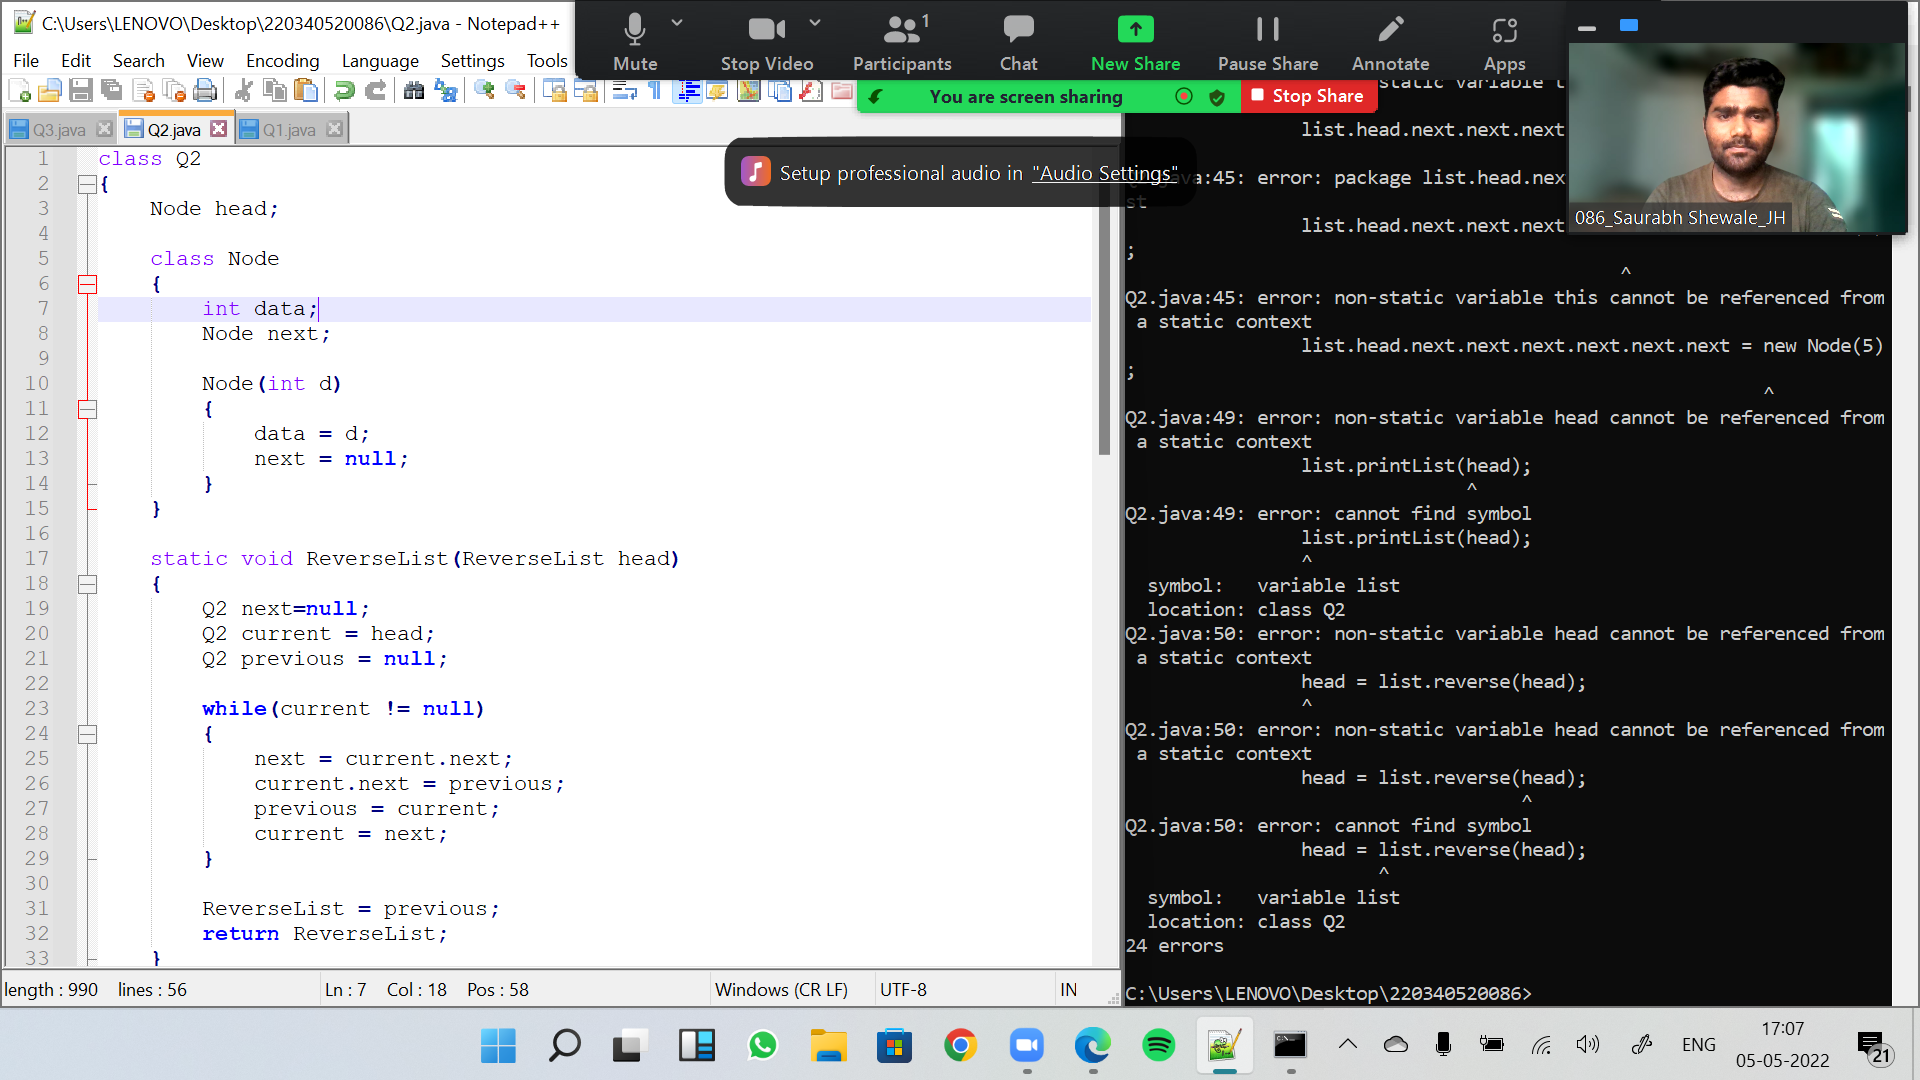 C:\Users\LENOVO\Desktop\220340520086\Q2.java - Notepad++
File Edit Search View Encoding Language Settings Tools
Q3.java Q2.java Q1.java
1 class Q2
2 {
3 Node head;
4
5 class Node
6 {
7 int data;
8 Node next;
9
10 Node(int d)
11 {
12 data = d;
13 next = null;
14 }
15 }
16
17 static void ReverseList(ReverseList head)
18 {
19 Q2 next=null;
20 Q2 current = head;
21 Q2 previous = null;
22
23 while(current != null)
24 {
25 next = current.next;
26 current.next = previous;
27 previous = current;
28 current = next;
29 }
30
31 ReverseList = previous;
32 return ReverseList;
33 }
length : 990 lines : 56 Ln : 7 Col : 18 Pos : 58 Windows (CR LF) UTF-8 IN
Mute Stop Video Participants 1 Chat New Share Pause Share Annotate Apps
You are screen sharing Stop Share
Setup professional audio in "Audio Settings"
086_Saurabh Shewale_JH
static variable
list.head.next.next.next
java:45: error: package list.head.nex
st
list.head.next.next.next
;
^
Q2.java:45: error: non-static variable this cannot be referenced from
a static context
list.head.next.next.next.next.next.next = new Node(5)
;
^
Q2.java:49: error: non-static variable head cannot be referenced from
a static context
list.printList(head);
^
Q2.java:49: error: cannot find symbol
list.printList(head);
^
symbol: variable list
location: class Q2
Q2.java:50: error: non-static variable head cannot be referenced from
a static context
head = list.reverse(head);
^
Q2.java:50: error: non-static variable head cannot be referenced from
a static context
head = list.reverse(head);
^
Q2.java:50: error: cannot find symbol
head = list.reverse(head);
^
symbol: variable list
location: class Q2
24 errors
C:\Users\LENOVO\Desktop\220340520086>
ENG
17:07
05-05-2022
21